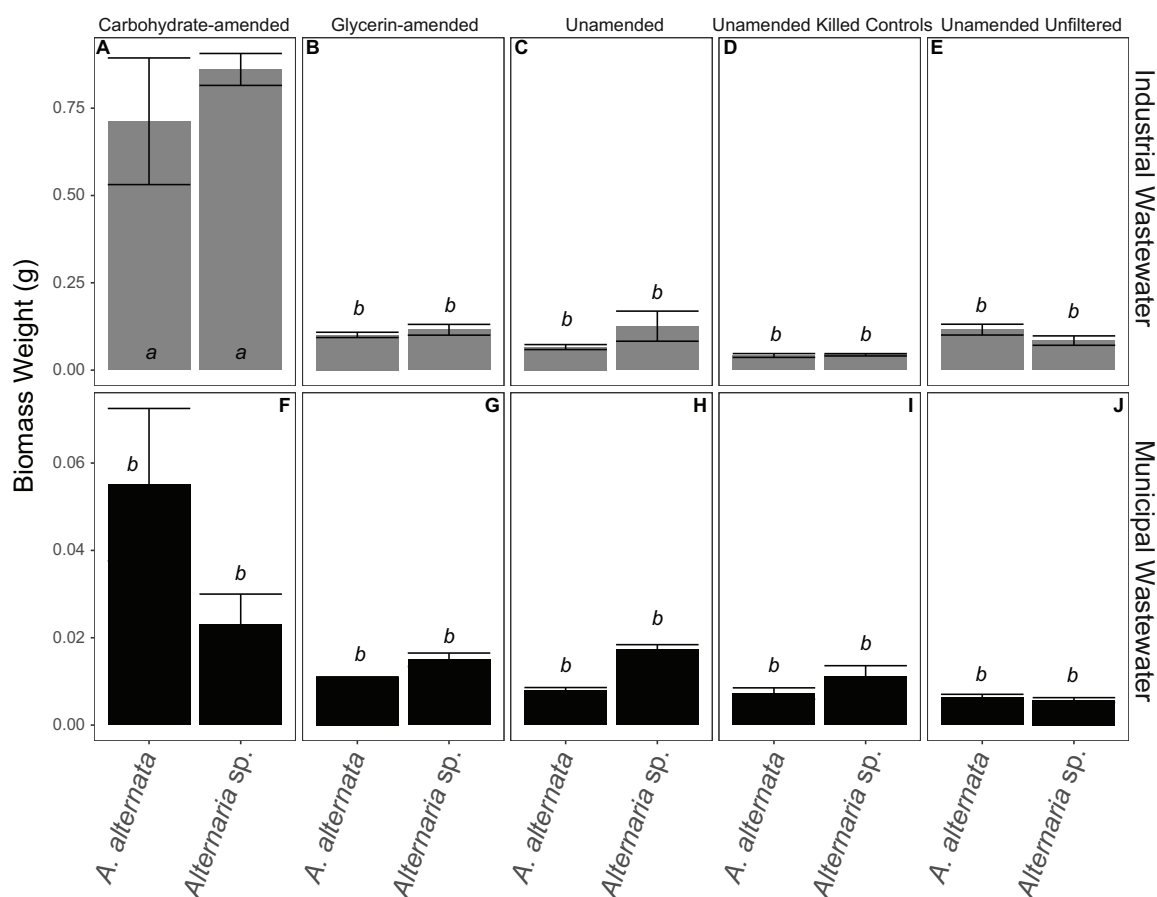 Carbohydrate-amended Glycerin-amended Unamended Unamended Killed Controls Unamended Unfiltered
A B C D E
Industrial Wastewater
0.75
0.50
0.25
0.00
b b b b b b b b
a a
Biomass Weight (g)
F G H I J
Municipal Wastewater
0.06
0.04
0.02
0.00
b b b b b b b b b b
A. alternata Alternaria sp. A. alternata Alternaria sp. A. alternata Alternaria sp. A. alternata Alternaria sp. A. alternata Alternaria sp.